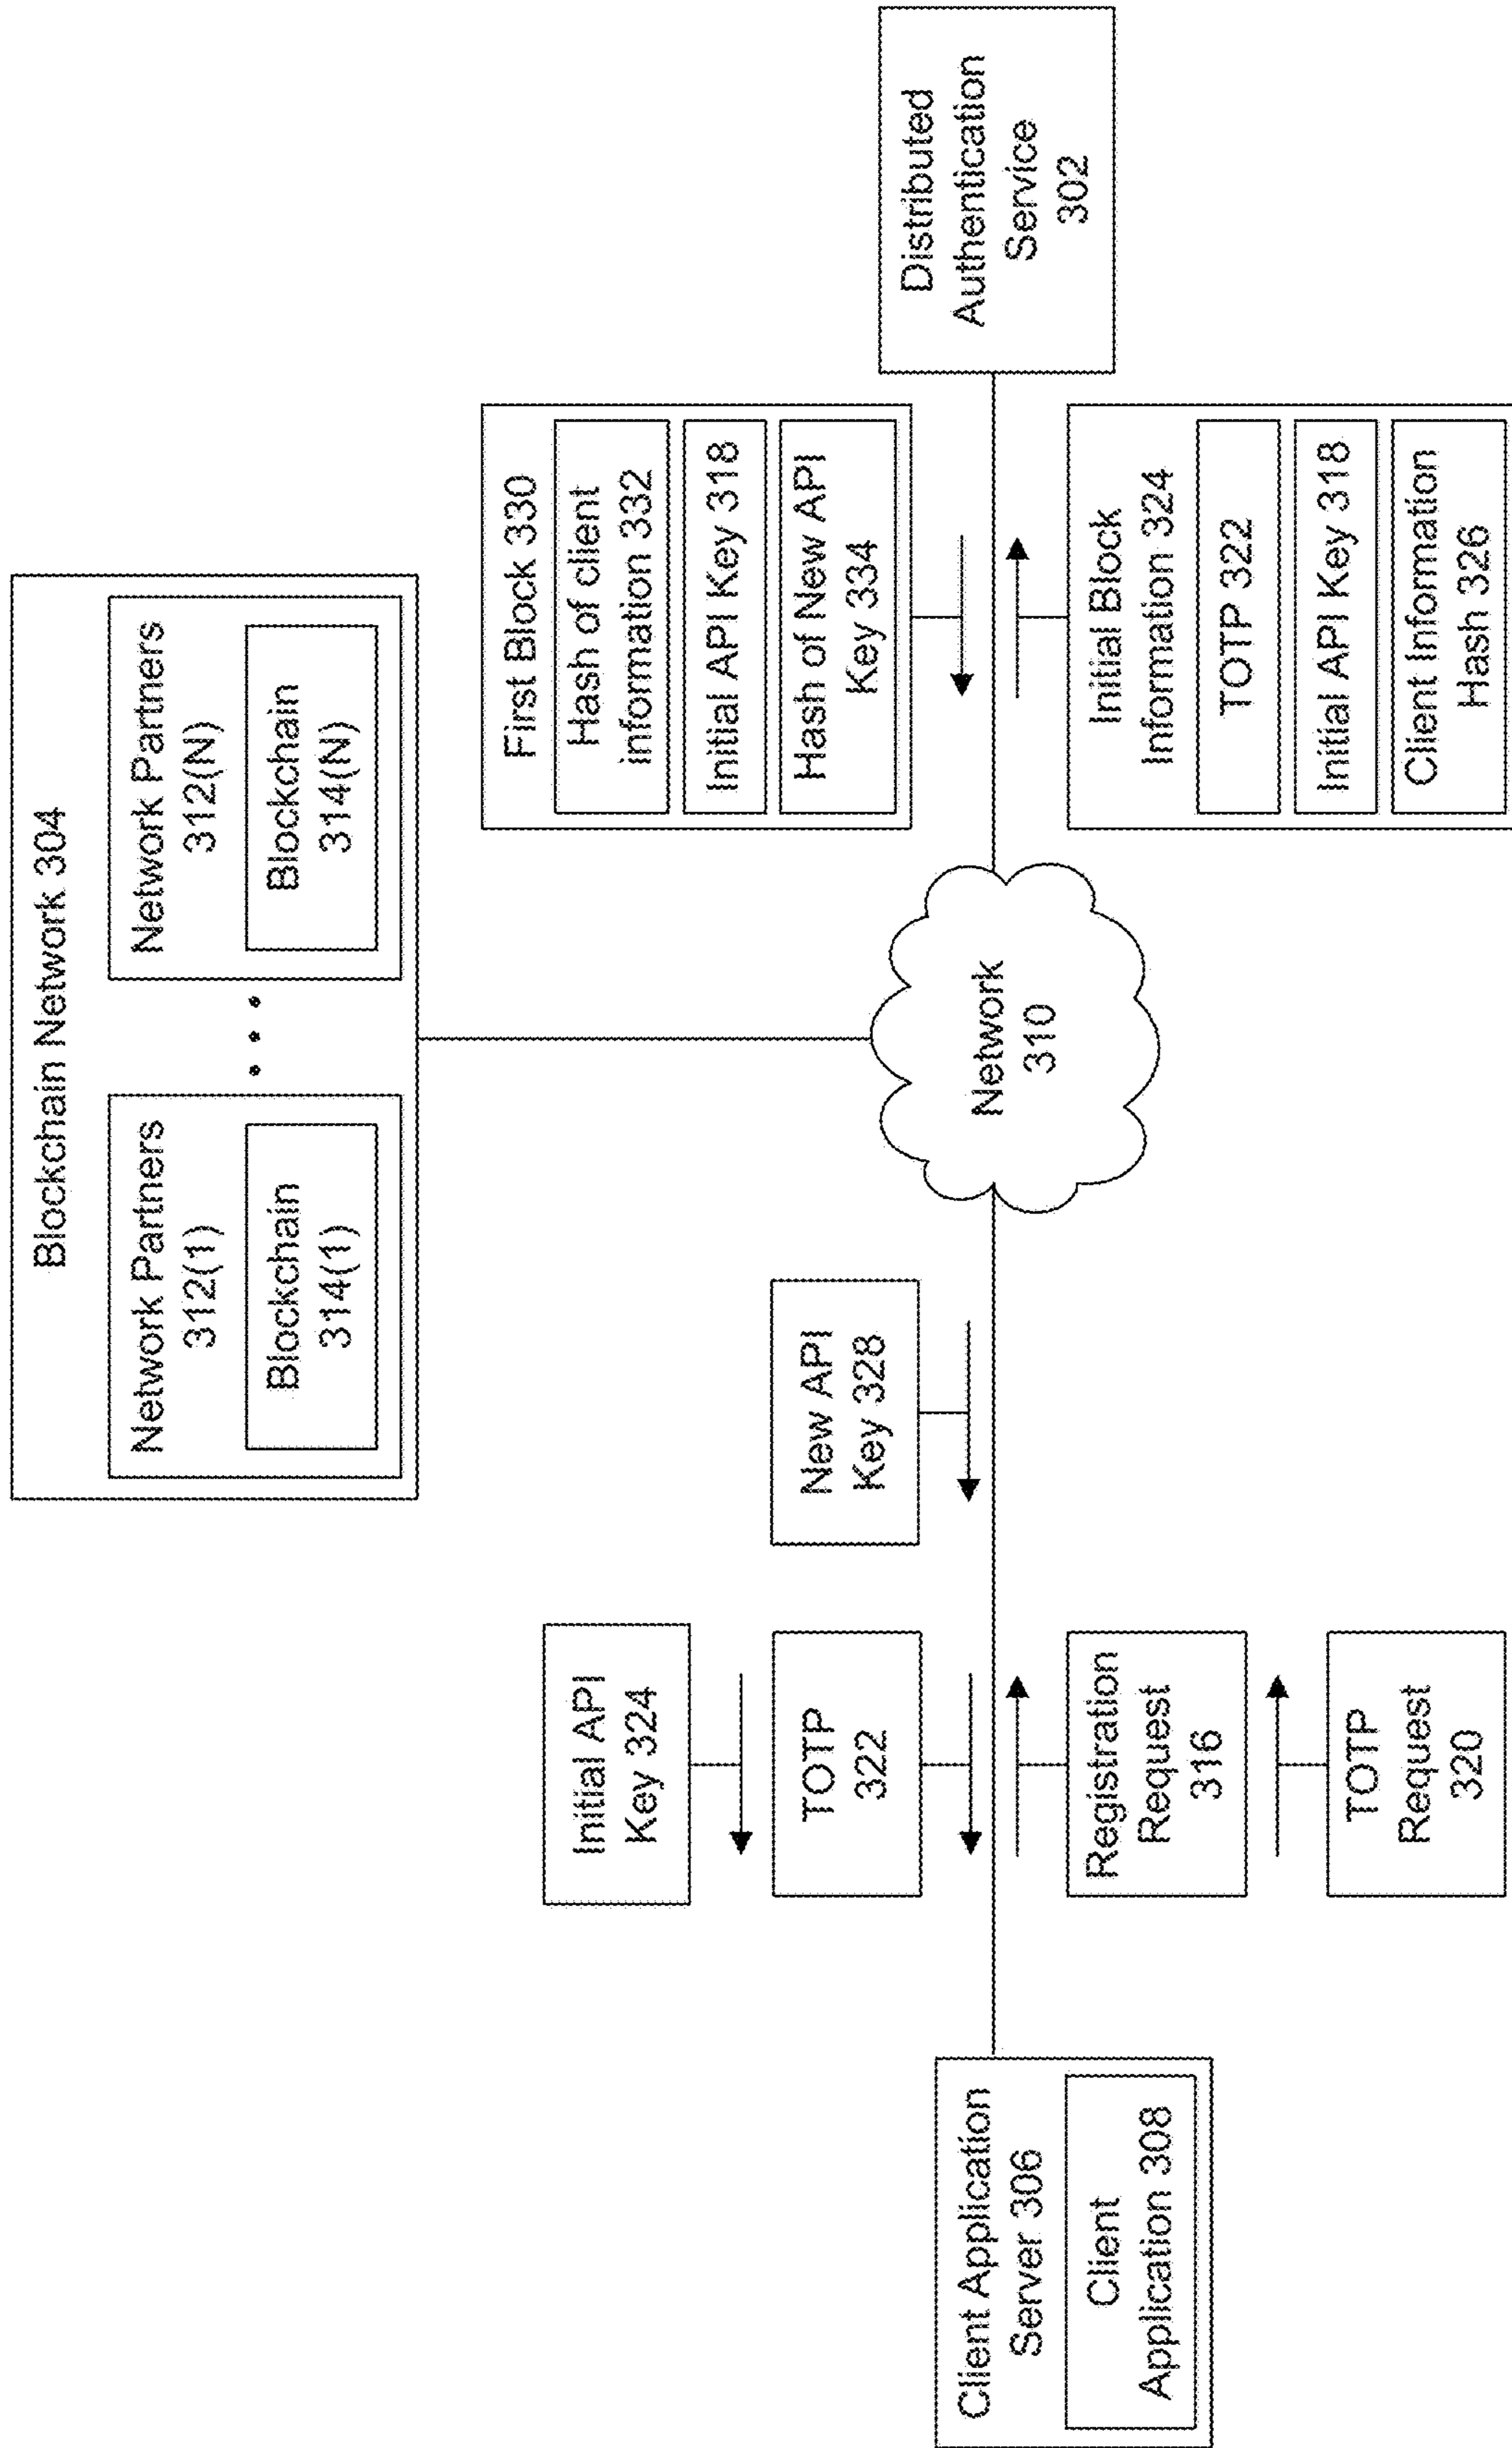 Blockchain Network 304
Network Partners
312(1)
Blockchain
314(1)
Network Partners
312(N)
Blockchain
314(N)
First Block 330
Hash of client
information 332
Initial API Key 318
Hash of New API
Key 334
Initial API
Key 324
TOTP
322
New API
Key 328
Client Application
Server 306
Client
Application 308
Registration
Request
316
TOTP
Request
320
Network
310
Distributed
Authentication
Service
302
Initial Block
Information 324
TOTP 322
Initial API Key 318
Client Information
Hash 326